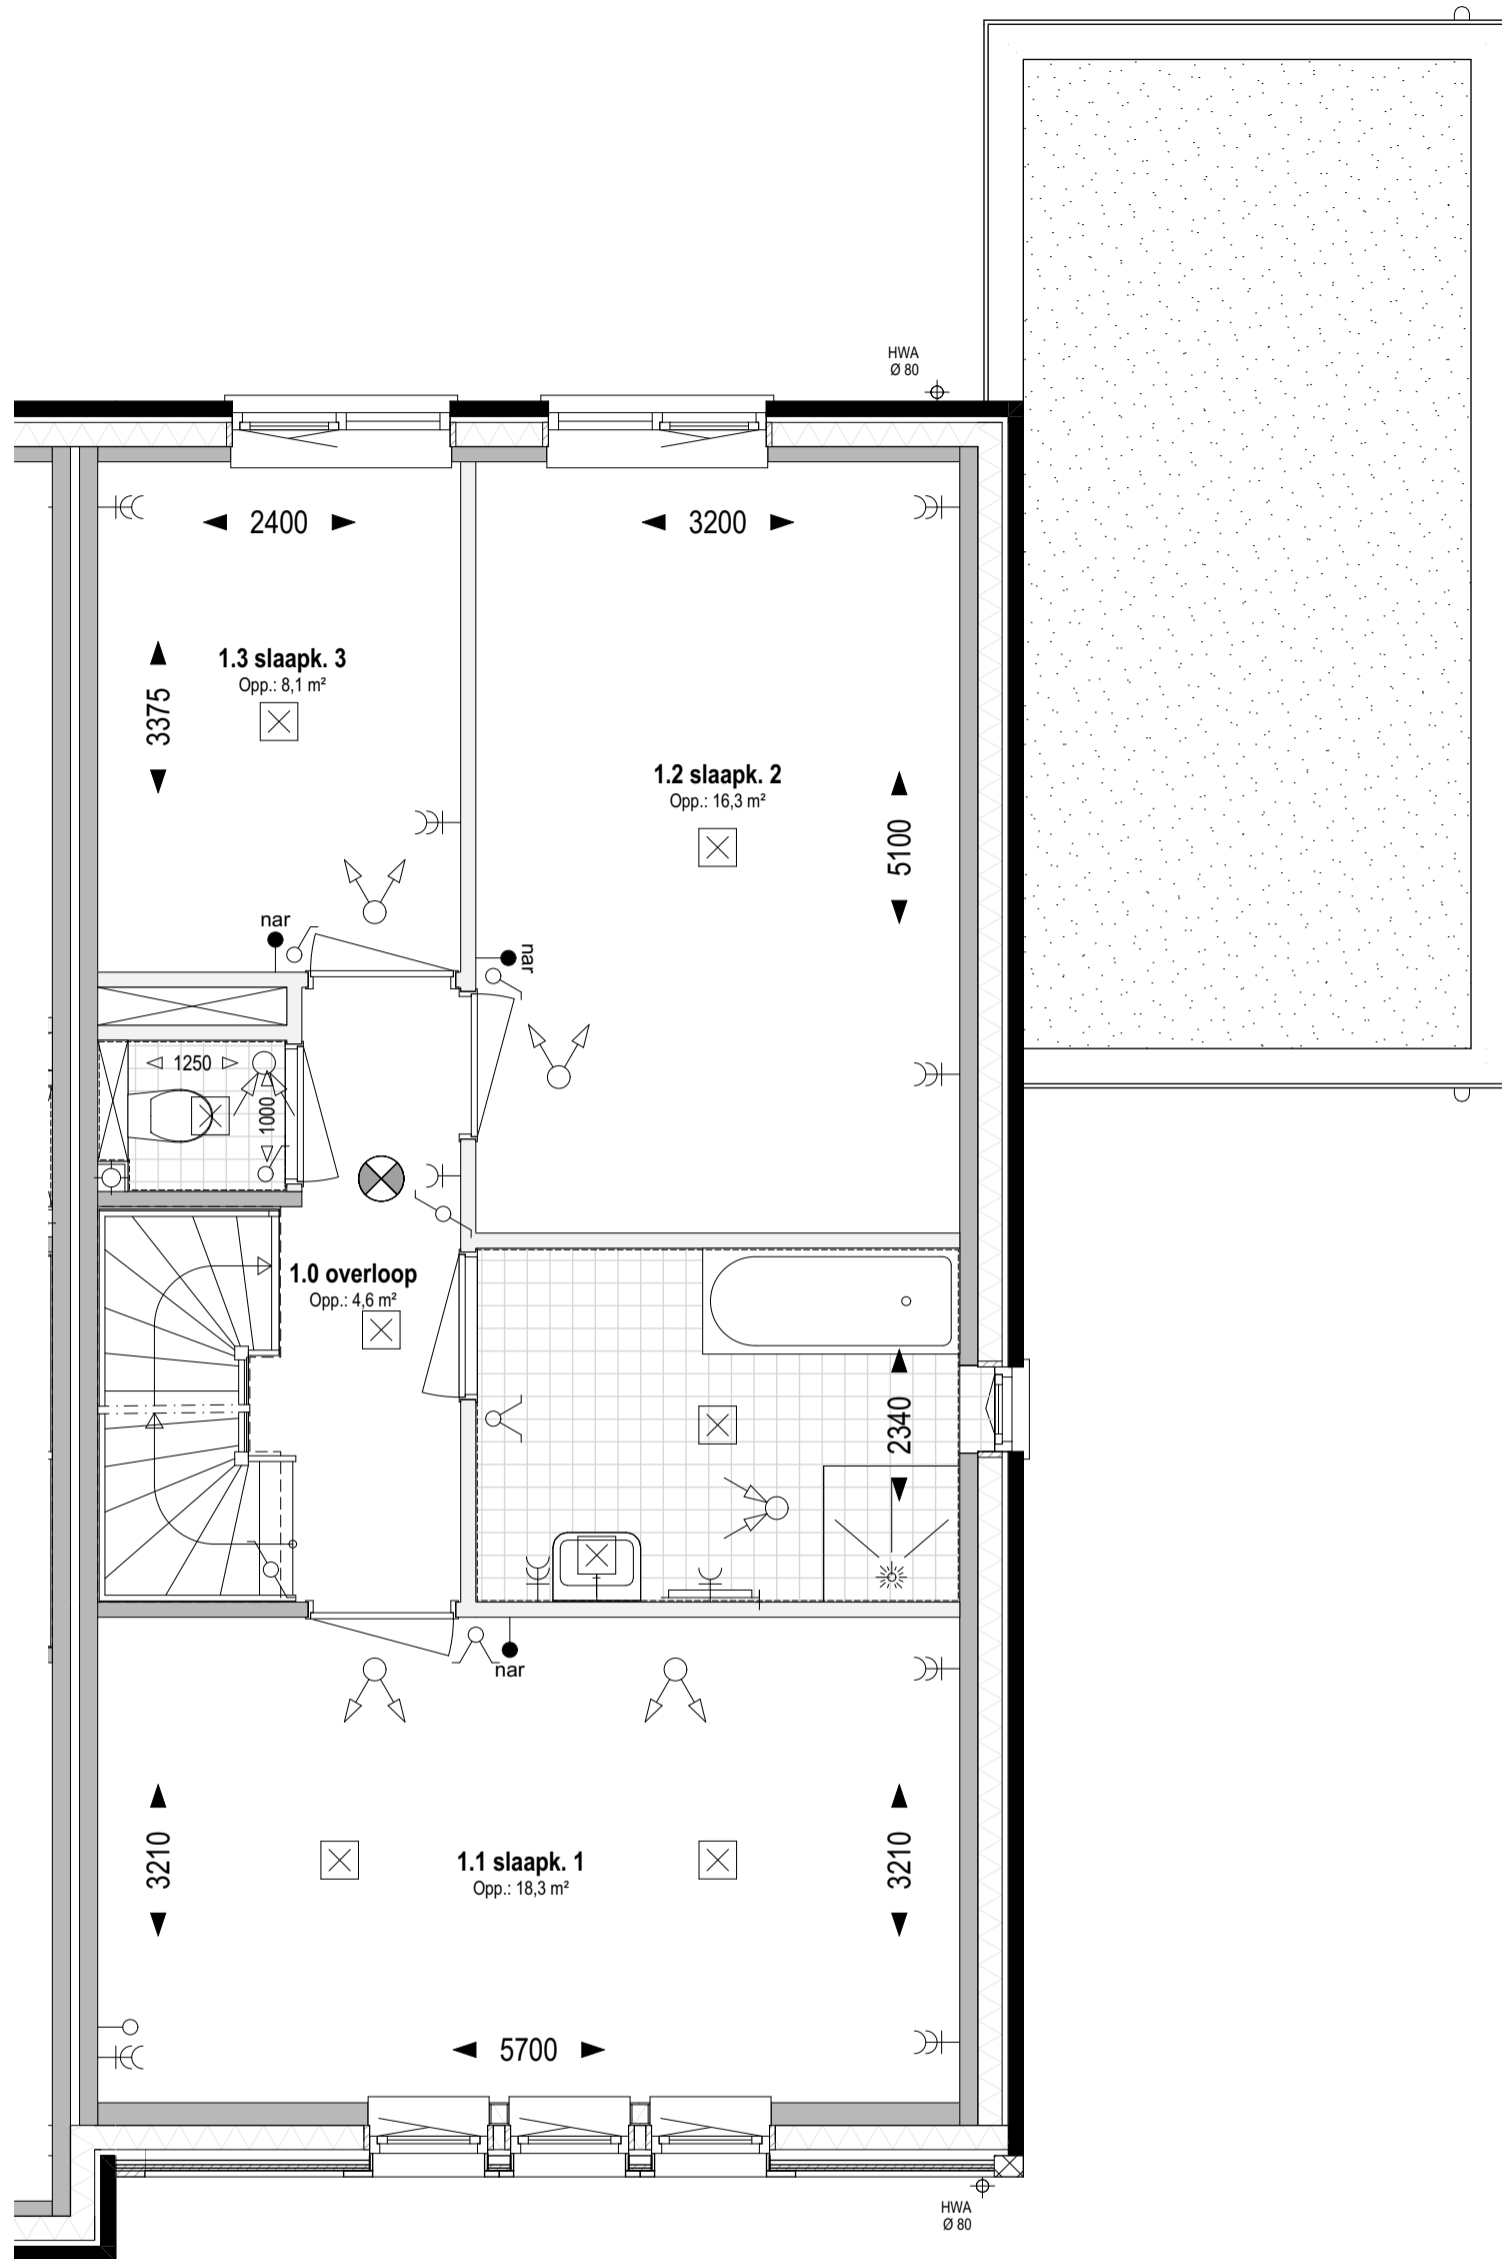 HWA
Ø 80
2400
3200
1.3 slaapk. 3
Opp.: 8,1 m²
3375
1.2 slaapk. 2
Opp.: 16,3 m²
5100
nar
nar
1250
1000
1.0 overloop
Opp.: 4,6 m²
2340
nar
3210
1.1 slaapk. 1
Opp.: 18,3 m²
3210
5700
HWA
Ø 80